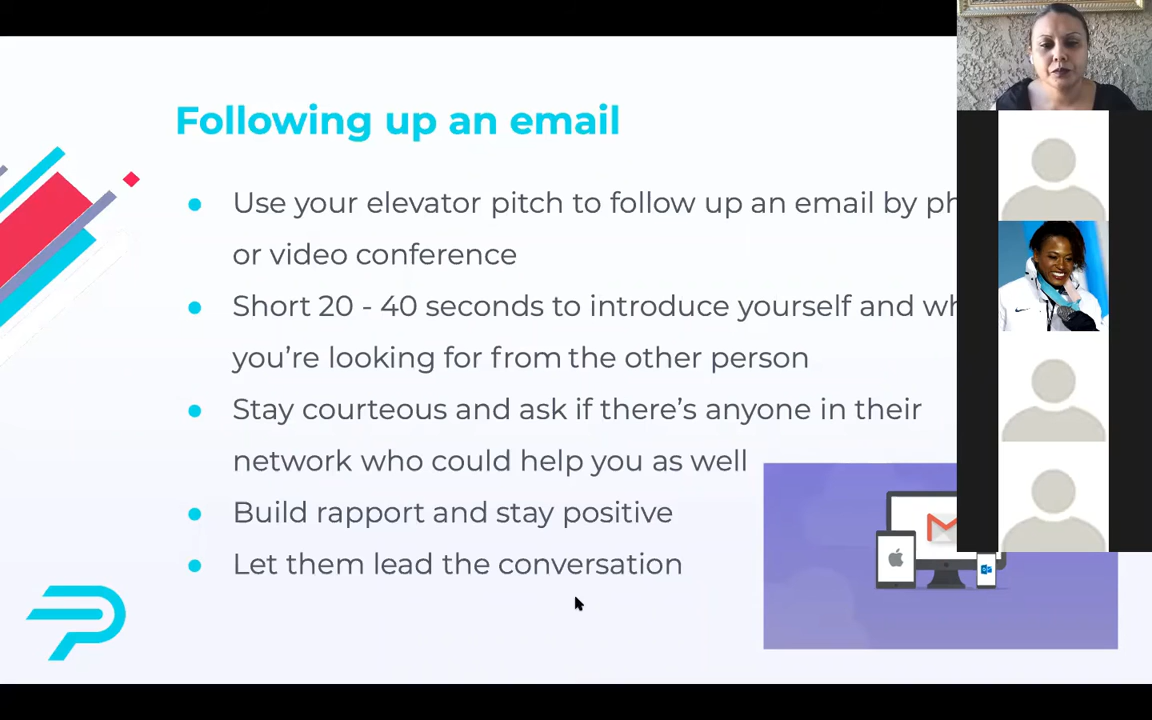 Following up an email
Use your elevator pitch to follow up an email by
or video conference
Short 20 - 40 seconds to introduce yourself and
you're looking for from the other person
Stay courteous and ask if there's anyone in their
network who could help you as well
Build rapport and stay positive
Let them lead the conversation